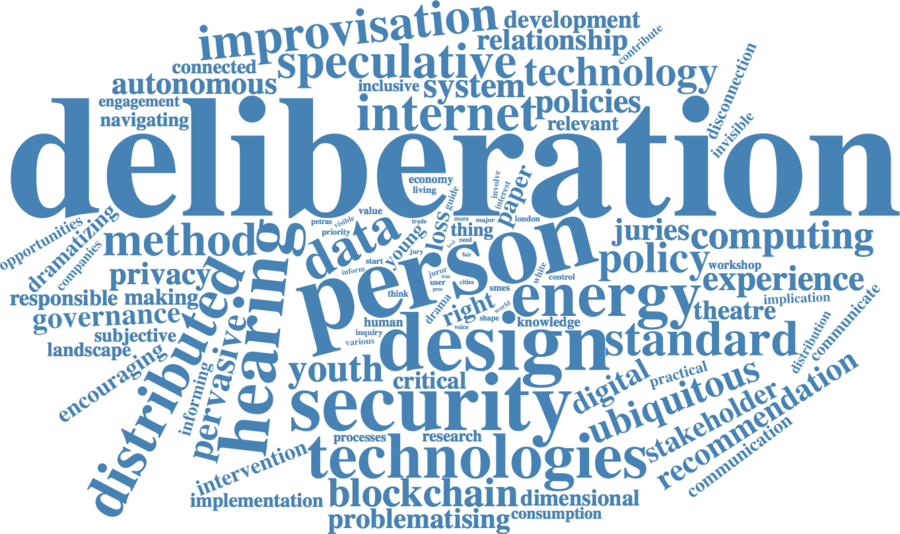 improvisation
development
relationship
contribute
connected
speculative
autonomous
inclusive
system
technology
engagement
internet
policies
navigating
relevant
disconnection
invisible
deliberation
economy
living
guide
involve
interest
paper
opportunities
dramatizing
companies
method
hearing
data
petras
visible
value
priority
trade
young
loss
more
major
thing
need
london
person
juries
computing
privacy
distributed
inform
start
jury
fair
juror
user
cities
smes
white
control
policy
workshop
experience
responsible
making
think
drama
right
world
shape
voice
energy
theatre
implication
governance
subjective
landscape
pervasive
informing
human
inquiry
various
knowledge
design
standard
distribution
communicate
encouraging
youth
critical
security
digital
practical
ubiquitous
stakeholder
recommendation
communication
processes
research
intervention
technologies
implementation
blockchain
dimensional
problematising
consumption